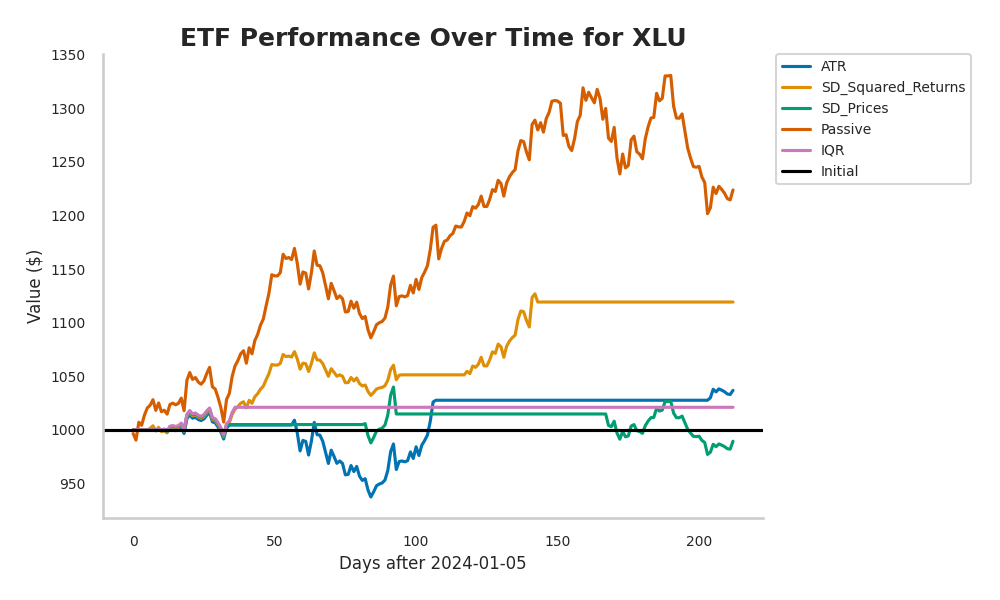 ETF Performance Over Time for XLU
1350
1300
1250
1200
1150
1100
1050
1000
950
Value ($)
0
50
100
150
200
Days after 2024-01-05
ATR
SD_Squared_Returns
SD_Prices
Passive
IQR
Initial